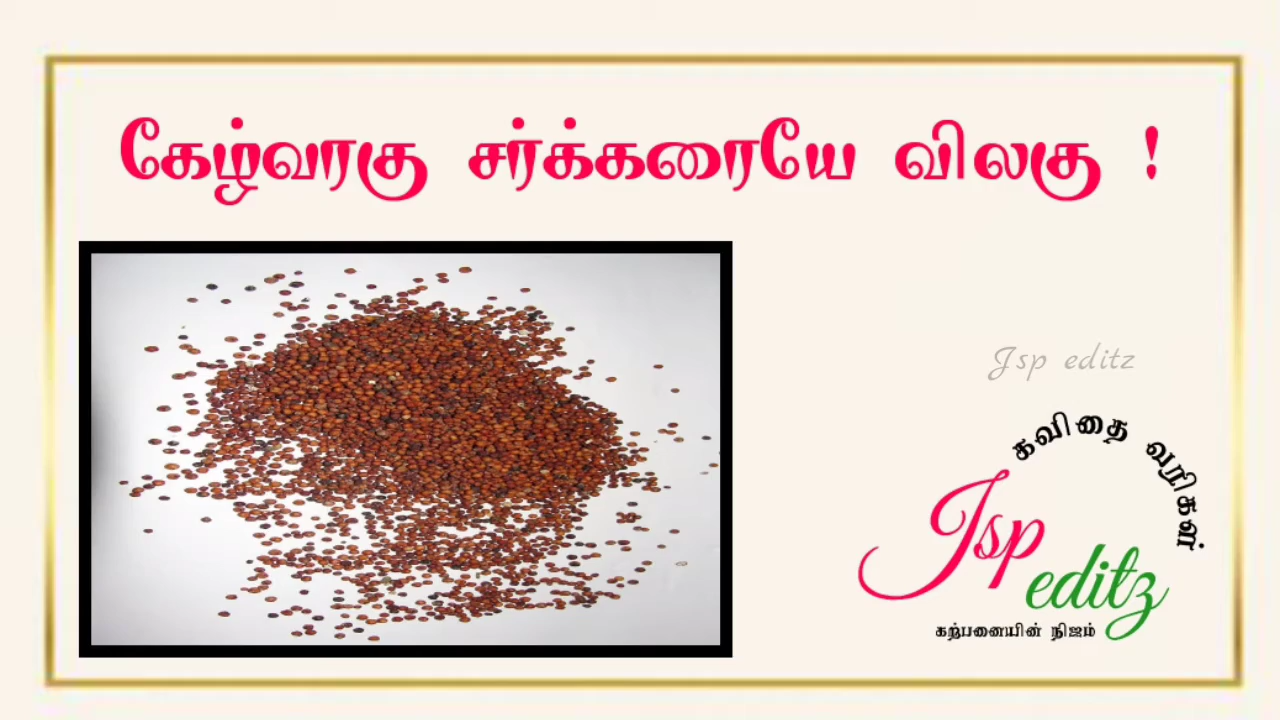 கேழ்வரகு சர்க்கரையே விலகு !
Jsp editz
கவிதை வரிகள்
Jsp
editz
கற்பனையின் நிஜம்